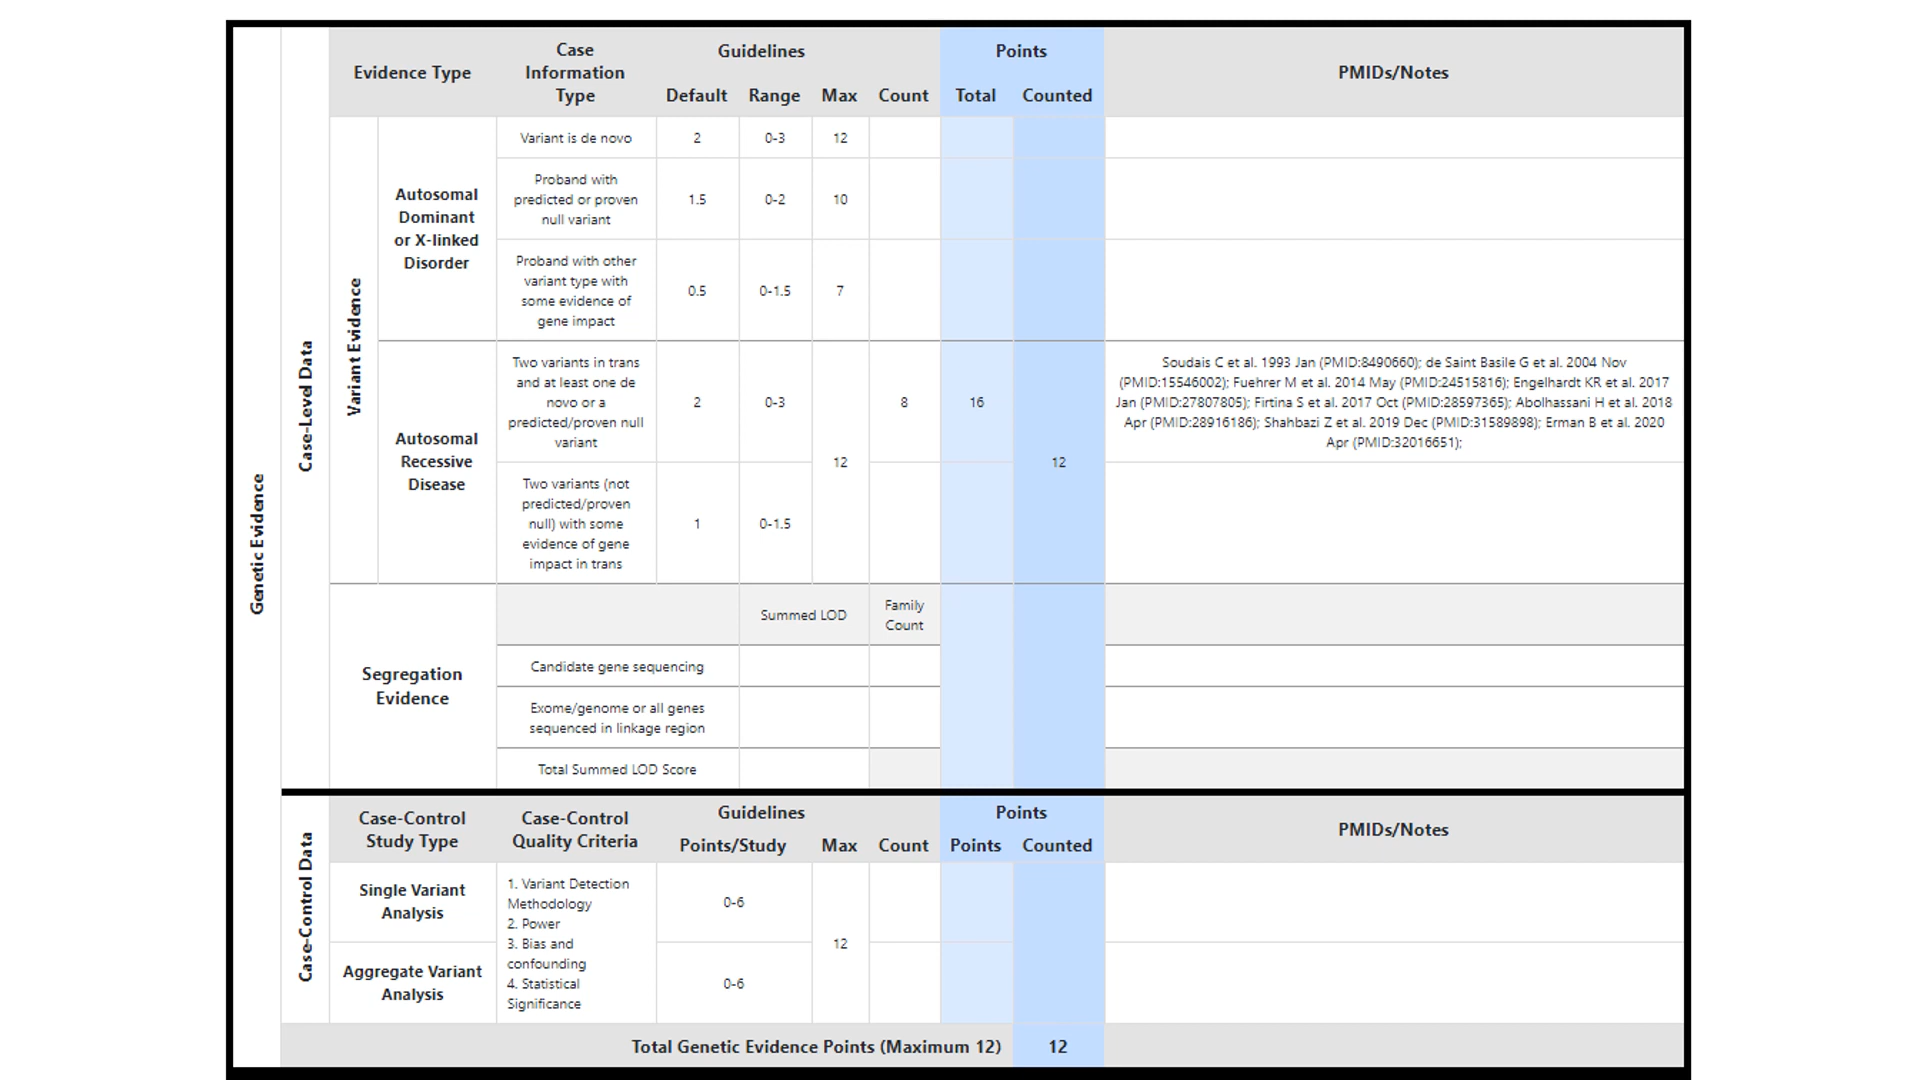 Genetic Evidence
Case-Level Data
Evidence Type
Case
Information
Type
Guidelines
Default Range Max Count
Points
Total Counted
PMIDs/Notes
Variant Evidence
Autosomal
Dominant
or X-linked
Disorder
Variant is de novo
2 0-3 12
Proband with
predicted or proven
null variant
1.5 0-2 10
Proband with other
variant type with
some evidence of
gene impact
0.5 0-1.5 7
Autosomal
Recessive
Disease
Two variants in trans
and at least one de
novo or a
predicted/proven null
variant
2 0-3 12 8 16 12
Soudais C et al. 1993 Jan (PMID:8490660); de Saint Basile G et al. 2004 Nov
(PMID:15546002); Fuehrer M et al. 2014 May (PMID:24515816); Engelhardt KR et al. 2017
Jan (PMID:27807805); Firtina S et al. 2017 Oct (PMID:28597365); Abolhassani H et al. 2018
Apr (PMID:28916186); Shahbazi Z et al. 2019 Dec (PMID:31589898); Erman B et al. 2020
Apr (PMID:32016651);
Two variants (not
predicted/proven
null) with some
evidence of gene
impact in trans
1 0-1.5
Segregation
Evidence
Summed LOD
Family
Count
Candidate gene sequencing
Exome/genome or all genes
sequenced in linkage region
Total Summed LOD Score
Case-Control Data
Case-Control
Study Type
Case-Control
Quality Criteria
Guidelines
Points/Study Max Count
Points
Points Counted
PMIDs/Notes
Single Variant
Analysis
1. Variant Detection
Methodology
2. Power
3. Bias and
confounding
4. Statistical
Significance
0-6
12
Aggregate Variant
Analysis
0-6
Total Genetic Evidence Points (Maximum 12) 12